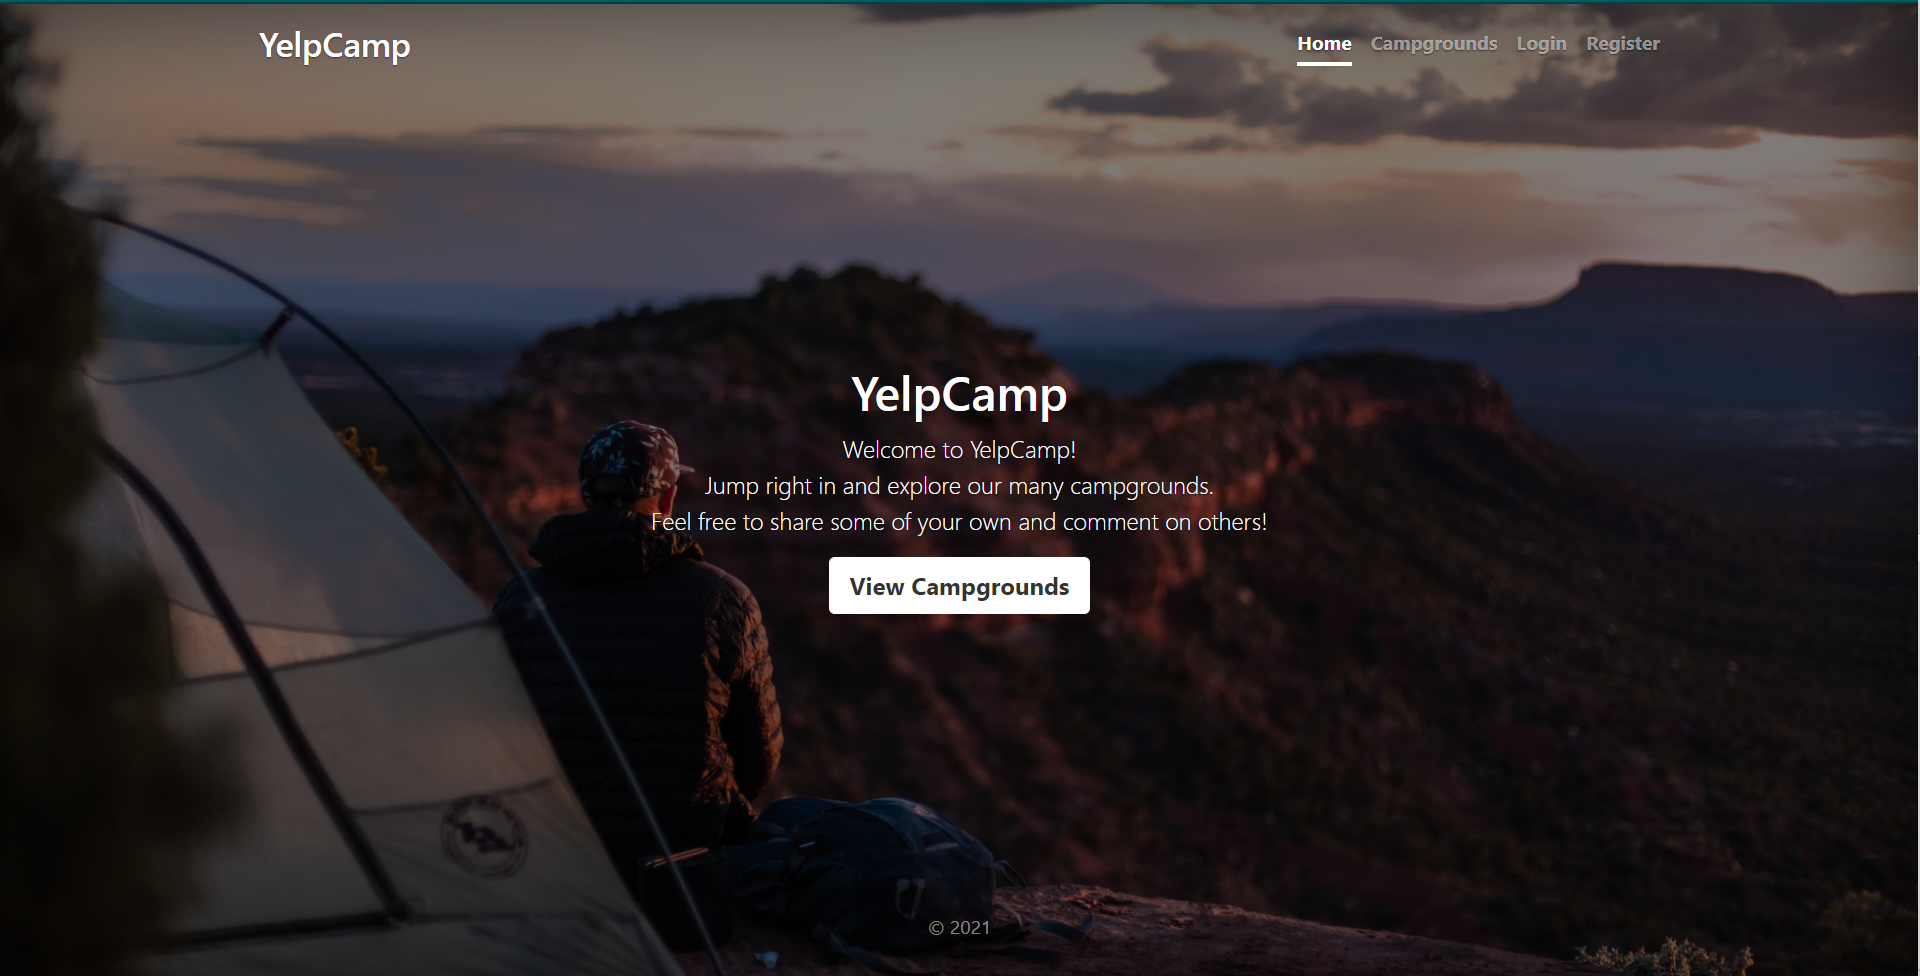 YelpCamp
Home Campgrounds Login Register
YelpCamp
Welcome to YelpCamp!
Jump right in and explore our many campgrounds.
Feel free to share some of your own and comment on others!
View Campgrounds
© 2021